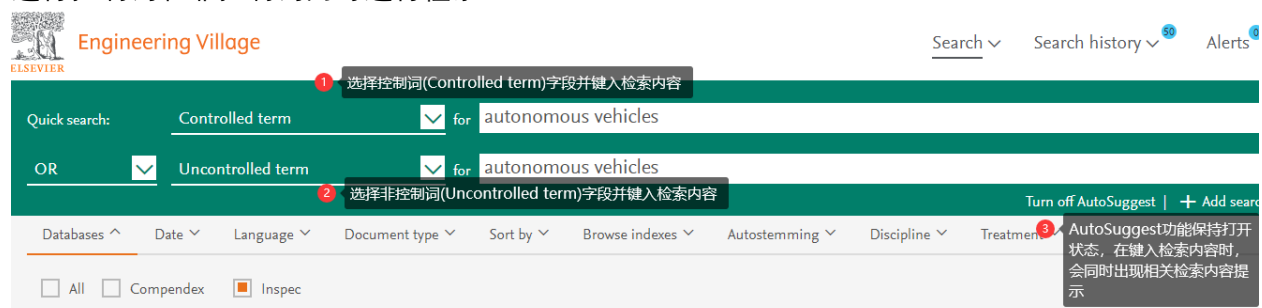 Engineering Village
ELSEVIER
Search
Search history
50
Alerts
1 选择控制词(Controlled term)字段并键入检索内容
Quick search:
Controlled term
for
autonomous vehicles
OR
Uncontrolled term
for
autonomous vehicles
2 选择非控制词(Uncontrolled term)字段并键入检索内容
Turn off AutoSuggest | + Add
Databases
Date
Language
Document type
Sort by
Browse indexes
Autostemming
Discipline
3 AutoSuggest功能保持打开
状态，在键入检索内容时，
会同时出现相关检索内容提
示
All
Compendex
Inspec